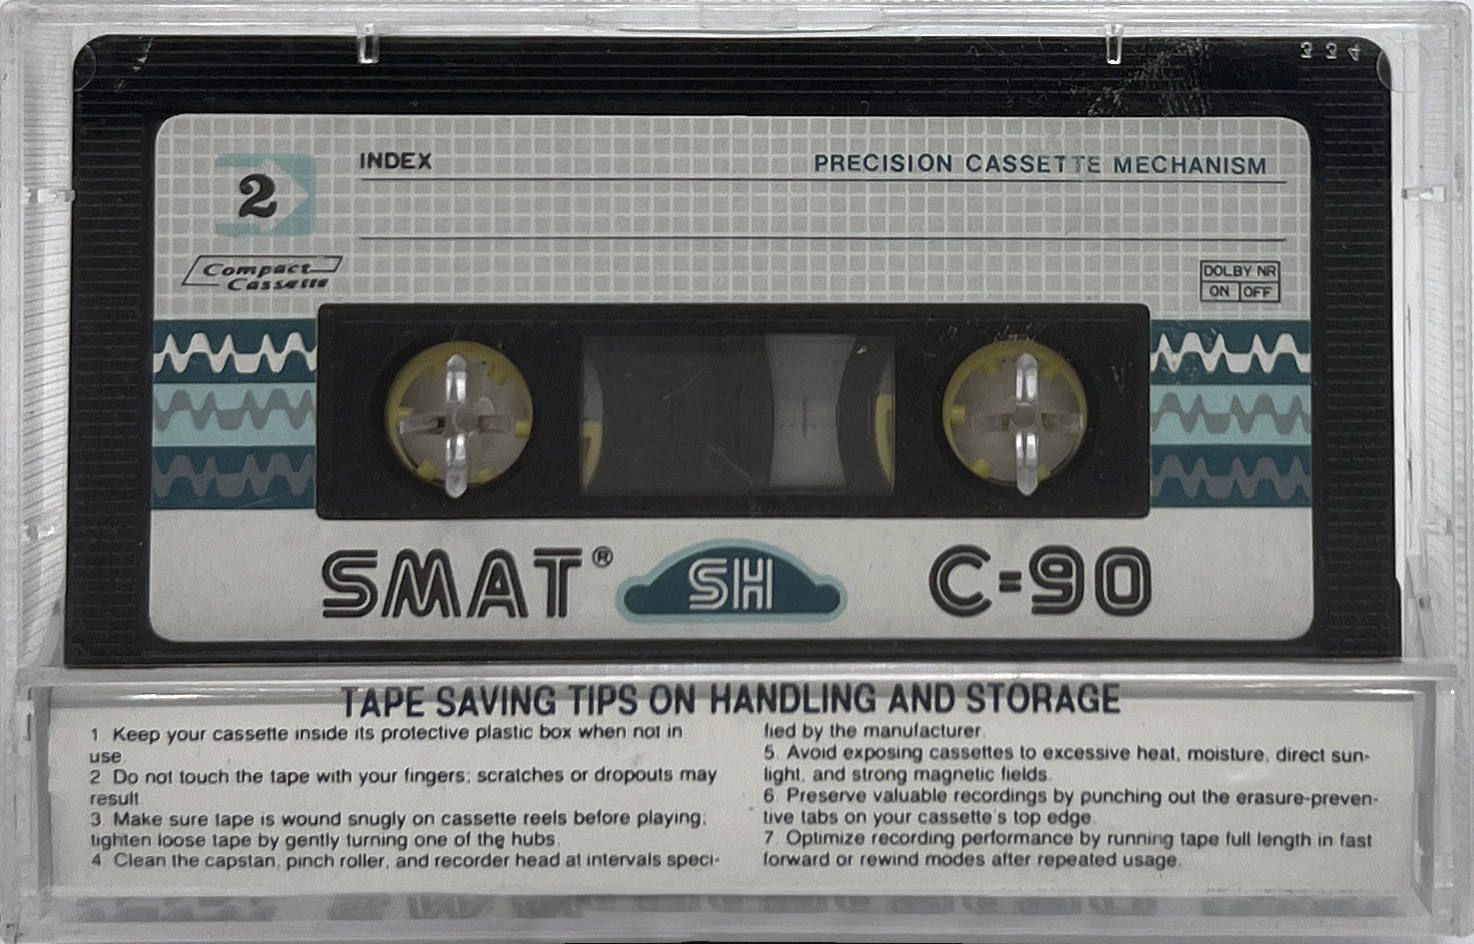 2 2 4
INDEX
PRECISION CASSETTE MECHANISM
2
Compact
Cassette
DOLBY NR
ON OFF
SMAT® SH C-90
TAPE SAVING TIPS ON HANDLING AND STORAGE
1. Keep your cassette inside its protective plastic box when not in
use.
2. Do not touch the tape with your fingers; scratches or dropouts may
result.
3. Make sure tape is wound snugly on cassette reels before playing;
tighten loose tape by gently turning one of the hubs.
4. Clean the capstan, pinch roller, and recorder head at intervals speci-
fied by the manufacturer.
5. Avoid exposing cassettes to excessive heat, moisture, direct sun-
light, and strong magnetic fields.
6. Preserve valuable recordings by punching out the erasure-preven-
tive tabs on your cassette's top edge.
7. Optimize recording performance by running tape full length in fast
forward or rewind modes after repeated usage.